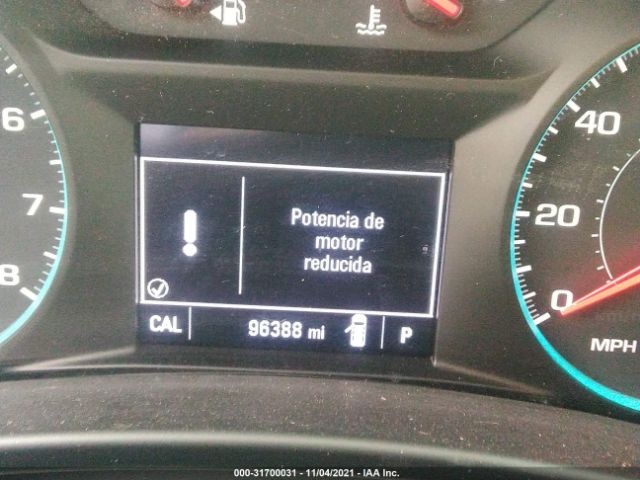 6
7
8
Potencia de
motor
reducida
CAL
96388 mi
P
40
20
0
MPH
000-31700031 - 11/04/2021 - IAA Inc.